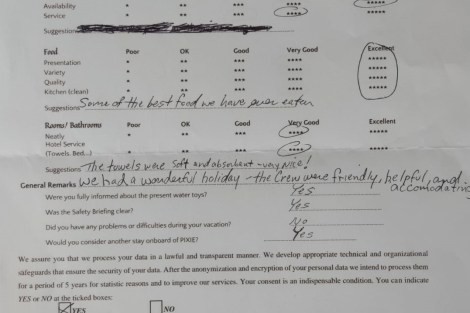 Availability * ** *** **** *****
Service * ** *** **** *****
Suggestion
Food Poor OK Good Very Good Excellent
Presentation * ** *** **** *****
Variety * ** *** **** *****
Quality * ** *** **** *****
Kitchen (clean) * ** *** **** *****
Suggestions Some of the best food we have ever eaten
Rooms/ Bathrooms Poor OK Good Very Good Excellent
Neatly * ** *** **** *****
Hotel Service
(Towels, Bed...) * ** *** **** *****
Suggestions The towels were soft and absorbent - very nice!
General Remarks We had a wonderful holiday - the Crew were friendly, helpful, and accomodating
Were you fully informed about the present water toys? Yes
Was the Safety Briefing clear? Yes
Did you have any problems or difficulties during your vacation? No
Would you consider another stay onboard of PIXIE? Yes
We assure you that we process your data in a lawful and transparent manner. We develop appropriate technical and organizational
safeguards that ensure the security of your data. After the anonymization and encryption of your personal data we intend to process them
for a period of 5 years for statistic reasons and to improve our services. Your consent is an indispensable condition. You can indicate
YES or NO at the ticked boxes:
YES NO